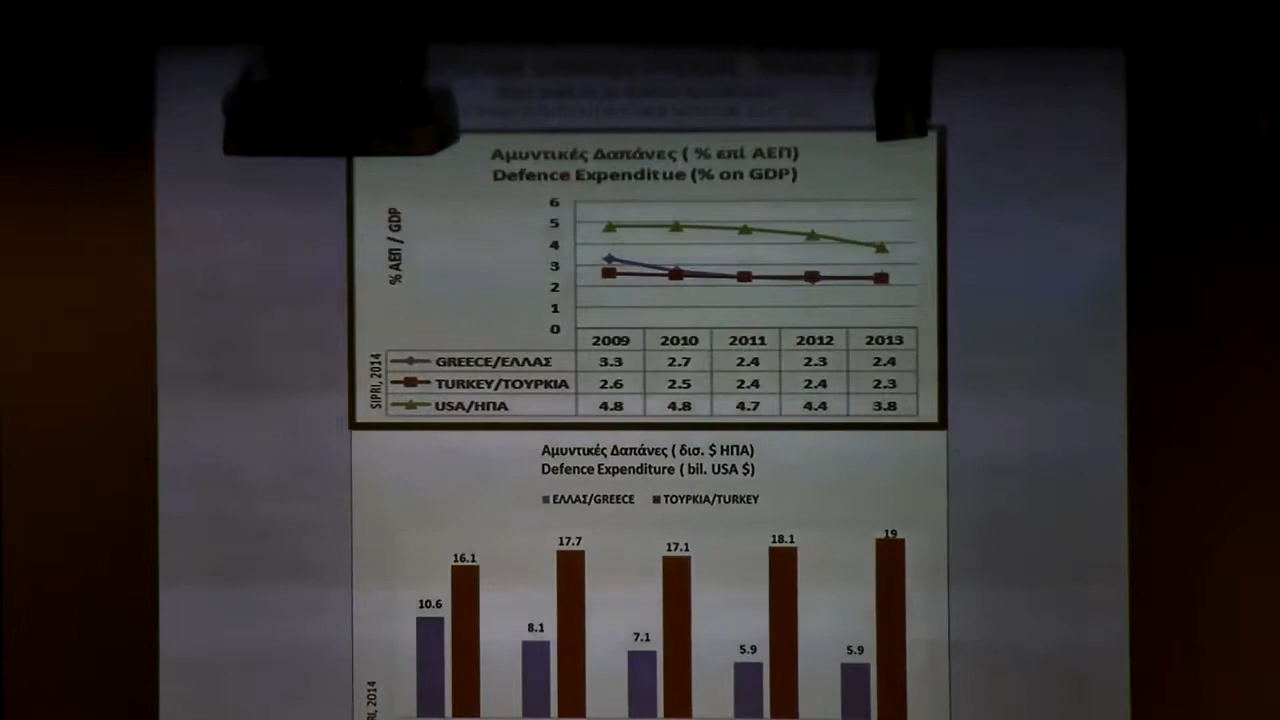 Αμυντικές Δαπάνες ( % επί ΑΕΠ)
Defence Expenditue (% on GDP)
% ΑΕΠ / GDP
6
5
4
3
2
1
0
2009 2010 2011 2012 2013
GREECE/ΕΛΛΑΣ 3.3 2.7 2.4 2.3 2.4
TURKEY/ΤΟΥΡΚΙΑ 2.6 2.5 2.4 2.4 2.3
USA/ΗΠΑ 4.8 4.8 4.7 4.4 3.8
SIPRI, 2014
Αμυντικές Δαπάνες ( δισ. $ ΗΠΑ)
Defence Expenditure ( bil. USA $)
ΕΛΛΑΣ/GREECE ΤΟΥΡΚΙΑ/TURKEY
10.6 16.1 8.1 17.7 7.1 17.1 5.9 18.1 5.9 19
RI, 2014